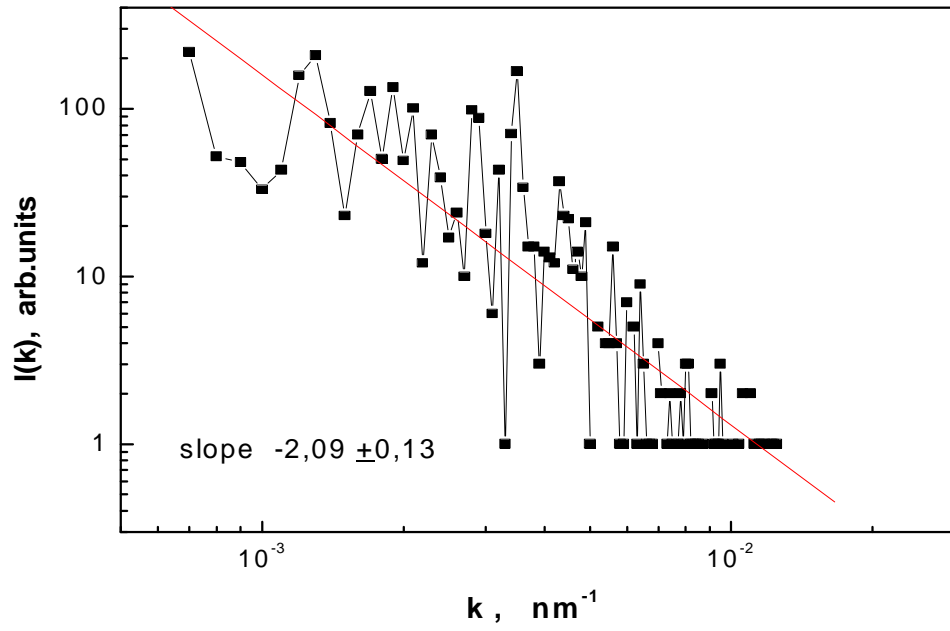 100
10
1
I(k), arb.units
slope -2,09 ±0,13
10⁻³
10⁻²
k , nm⁻¹